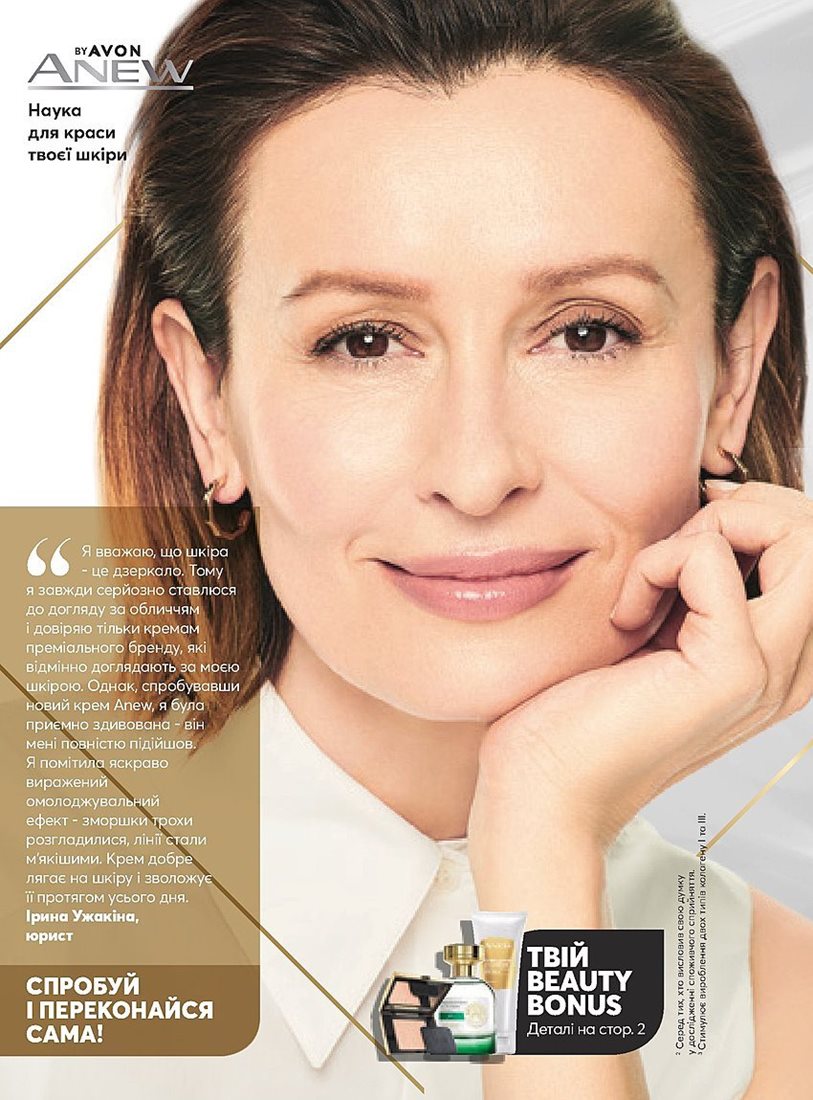 BY AVON
ANEW
Наука
для краси
твоєї шкіри
Я вважаю, що шкіра
- це дзеркало. Тому
я завжди серйозно ставлюся
до догляду за обличчям
і довіряю тільки кремам
преміального бренду, які
відмінно доглядають за моєю
шкірою. Однак, спробувавши
новий крем Anew, я була
приємно здивована - він
мені повністю підійшов.
Я помітила яскраво
виражений
омолоджувальний
ефект - зморшки трохи
розгладилися, лінії стали
м'якішими. Крем добре
лягає на шкіру і зволожує
її протягом усього дня.
Ірина Ужакіна,
юрист
СПРОБУЙ
І ПЕРЕКОНАЙСЯ
САМА!
ANEW
ТВІЙ
BEAUTY
BONUS
Деталі на стор. 2
² Серед тих, хто висловив свою думку
у дослідженні споживчого сприйняття.
³ Стимулює вироблення двох типів колагену I та III.